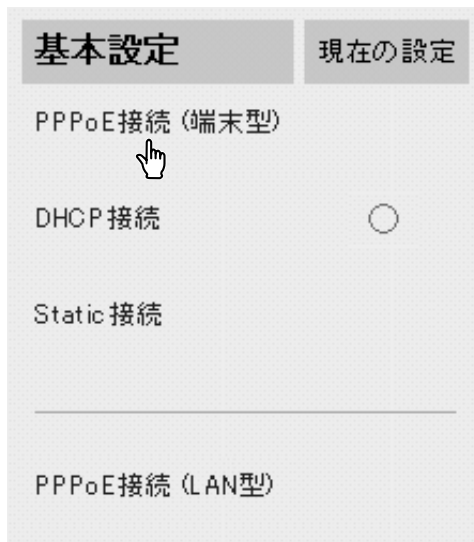 基本設定 現在の設定
PPPoE接続 (端末型)
DHCP接続 ○
Static接続
PPPoE接続 (LAN型)